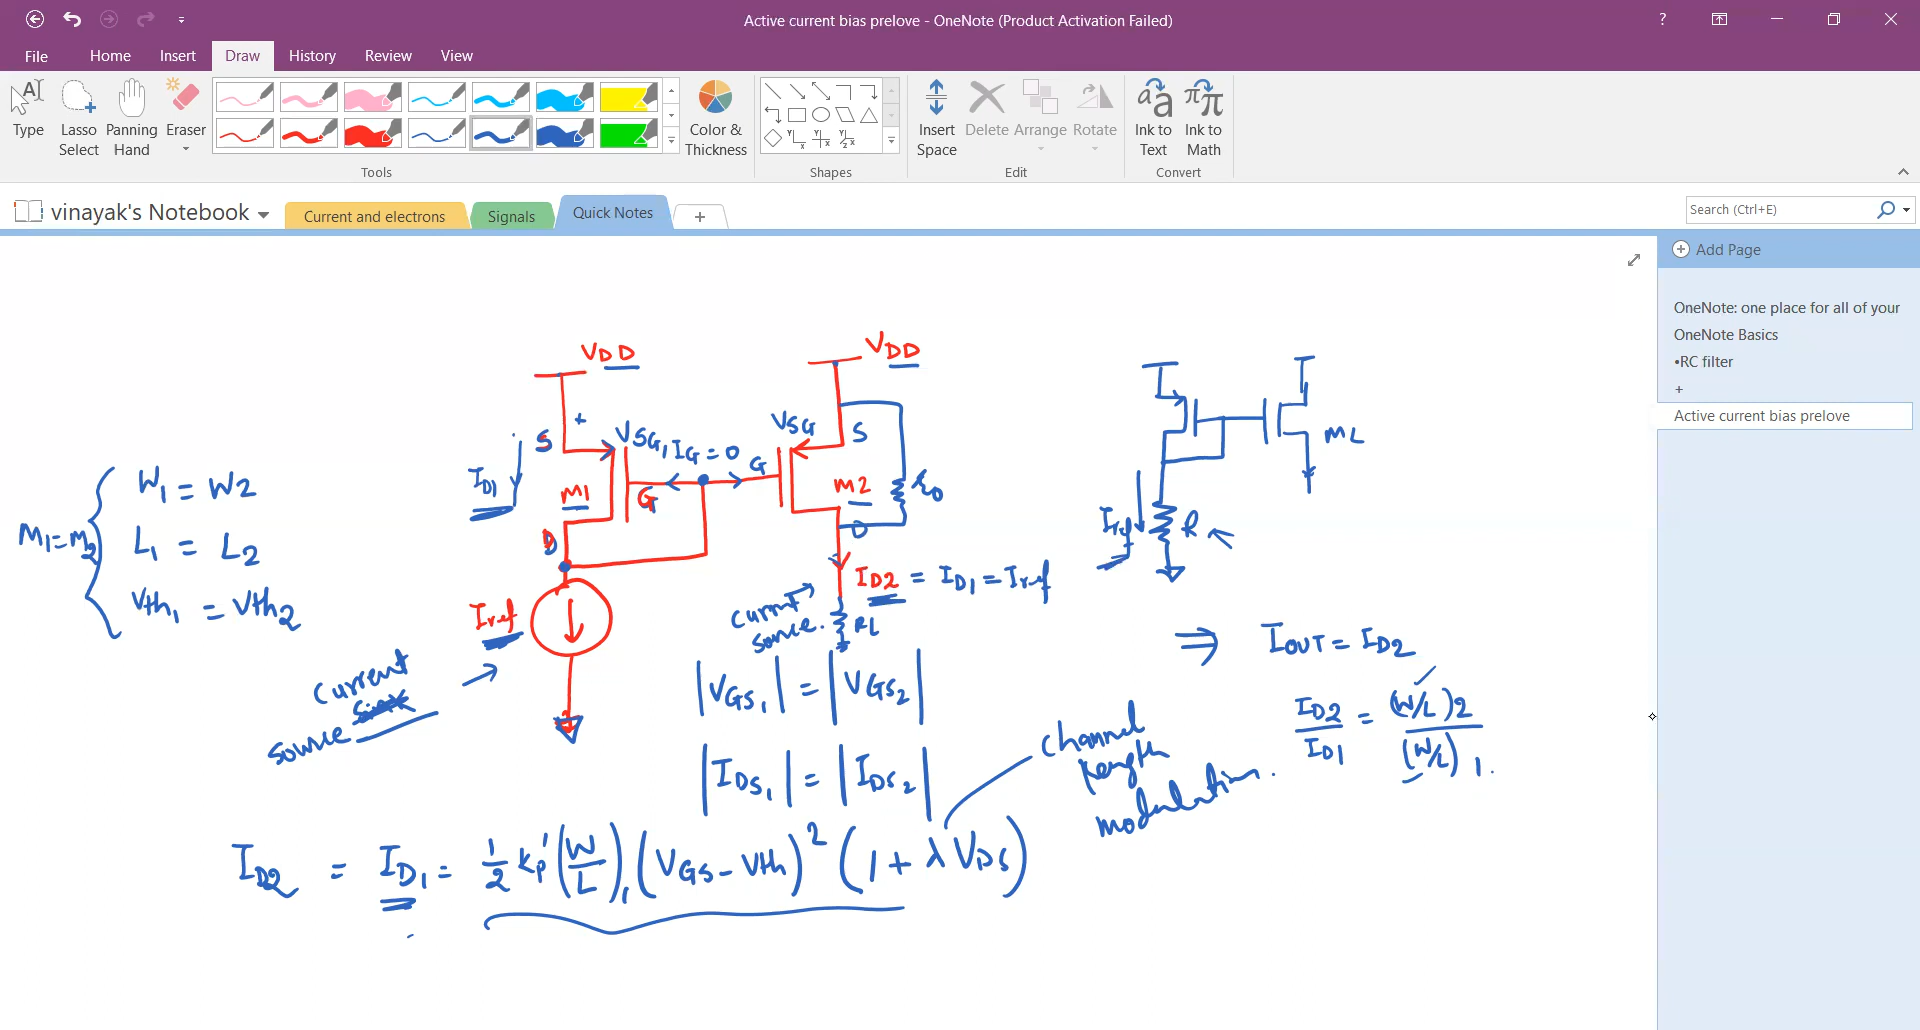 Active current bias prelove - OneNote (Product Activation Failed)
?
File
Home
Insert
Draw
History
Review
View
Type
Lasso Select
Panning Hand
Eraser
Color & Thickness
Insert Space
Delete
Arrange
Rotate
Ink to Text
Ink to Math
Tools
Shapes
Edit
Convert
vinayak's Notebook
Current and electrons
Signals
Quick Notes
+
Search (Ctrl+E)
Add Page
OneNote: one place for all of your
OneNote Basics
•RC filter
+
Active current bias prelove
VDD
VDD
+
S
VSG1
IG=0
G
VSG
S
ID1
M1
G
M2
ro
D
D
Iref
ID2 = ID1 = Iref
Current source.
RL
M1=M2
W1 = W2
L1 = L2
Vth1 = Vth2
Current
source
|VGS1| = |VGS2|
|IDS1| = |IDS2|
ID2 = ID1 = 1/2 kp' (W/L)1 (VGS - Vth)² (1 + λ VDS)
Channel
length
modulation.
Iref
R
⇒ IOUT = ID2
ID2/ID1 = (W/L)2/(W/L)1.